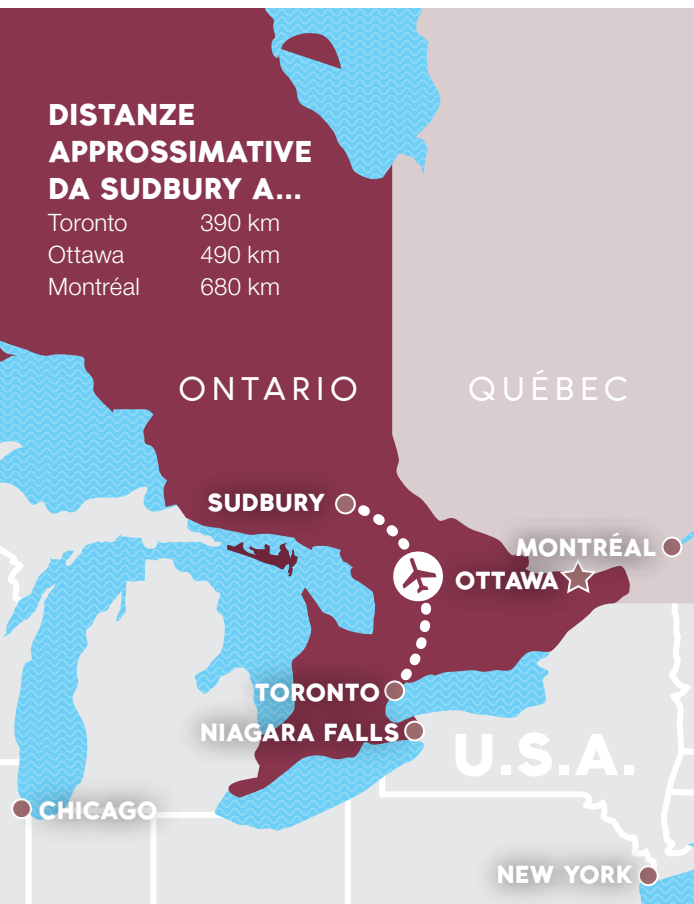 DISTANZE
APPROSSIMATIVE
DA SUDBURY A...
Toronto 390 km
Ottawa 490 km
Montréal 680 km
ONTARIO
QUÉBEC
SUDBURY
MONTRÉAL
OTTAWA
TORONTO
NIAGARA FALLS
U.S.A.
CHICAGO
NEW YORK